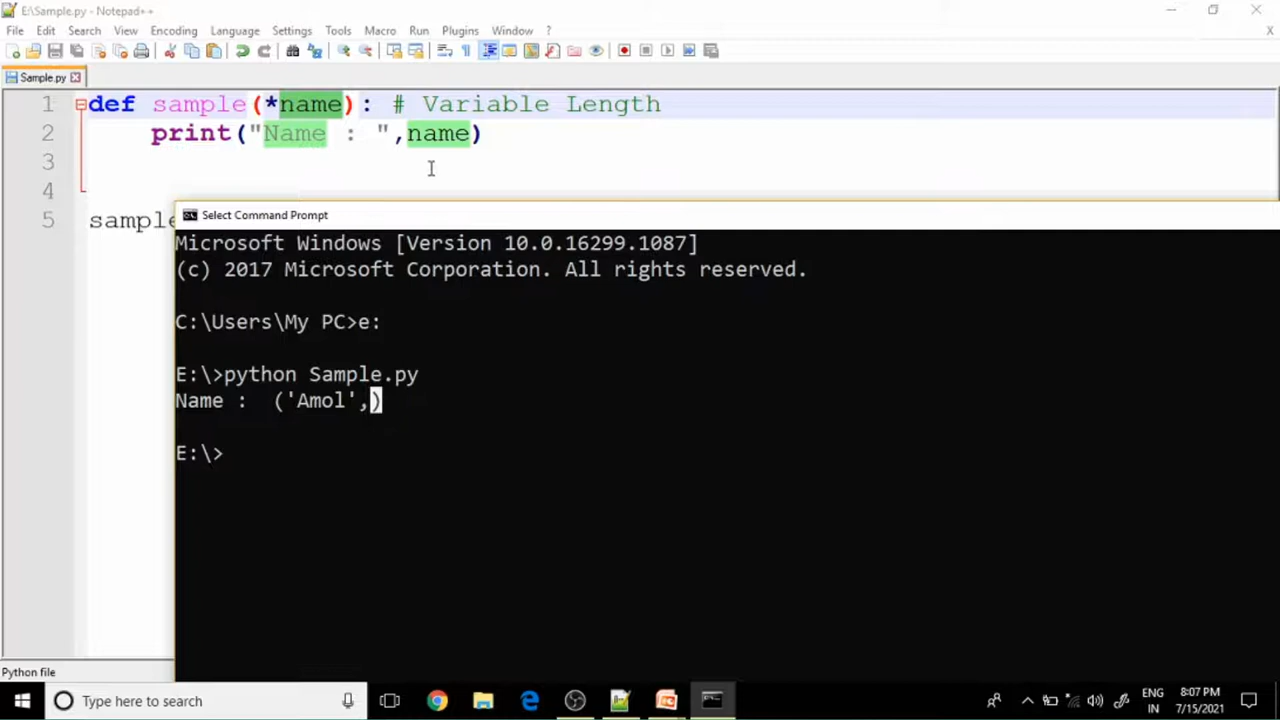 E:\Sample.py - Notepad++
File Edit Search View Encoding Language Settings Tools Macro Run Plugins Window ? X
Sample.py
1 def sample(*name): # Variable Length
2 print("Name : ",name)
3
4
5 sample
Select Command Prompt
Microsoft Windows [Version 10.0.16299.1087]
(c) 2017 Microsoft Corporation. All rights reserved.
C:\Users\My PC>e:
E:\>python Sample.py
Name :  ('Amol',)
E:\>
Python file
Type here to search
ENG 8:07 PM
IN 7/15/2021